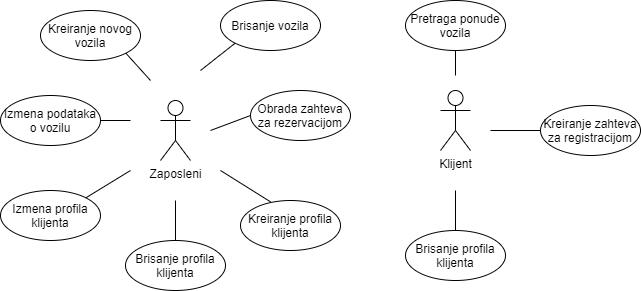 Kreiranje novog
vozila
Brisanje vozila
Pretraga ponude
vozila
Izmena podataka
o vozilu
Obrada zahteva
za rezervacijom
Kreiranje zahteva
za registracijom
Zaposleni
Klijent
Izmena profila
klijenta
Kreiranje profila
klijenta
Brisanje profila
klijenta
Brisanje profila
klijenta